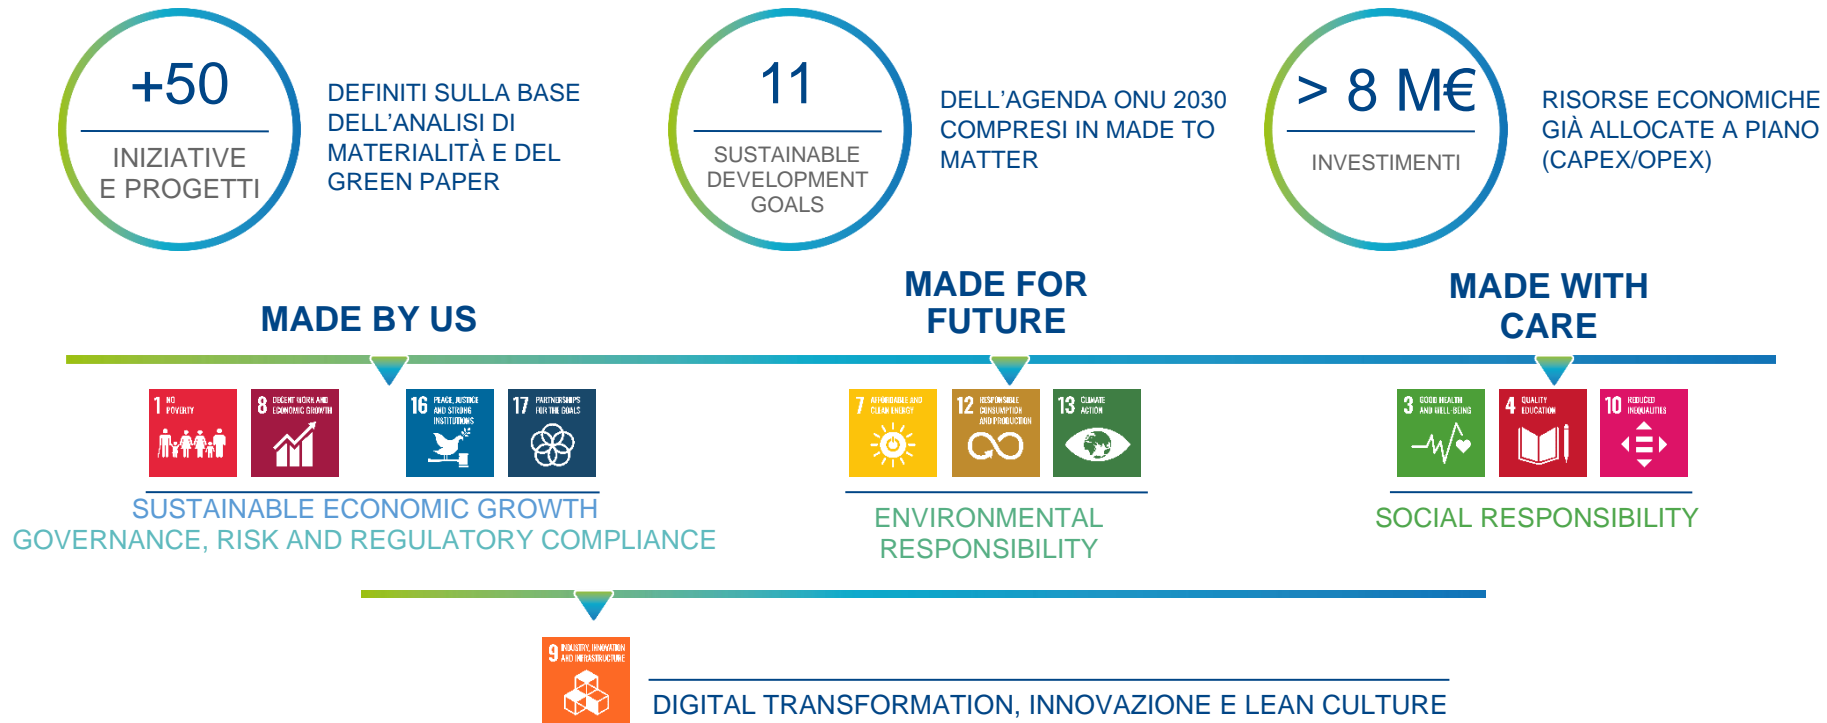 +50
INIZIATIVE
E PROGETTI
DEFINITI SULLA BASE
DELL'ANALISI DI
MATERIALITÀ E DEL
GREEN PAPER
11
SUSTAINABLE
DEVELOPMENT
GOALS
DELL'AGENDA ONU 2030
COMPRESI IN MADE TO
MATTER
> 8 M€
INVESTIMENTI
RISORSE ECONOMICHE
GIÀ ALLOCATE A PIANO
(CAPEX/OPEX)
MADE BY US
MADE FOR
FUTURE
MADE WITH
CARE
1 NO
POVERTY
8 DECENT WORK AND
ECONOMIC GROWTH
16 PEACE, JUSTICE
AND STRONG
INSTITUTIONS
17 PARTNERSHIPS
FOR THE GOALS
7 AFFORDABLE AND
CLEAN ENERGY
12 RESPONSIBLE
CONSUMPTION
AND PRODUCTION
13 CLIMATE
ACTION
3 GOOD HEALTH
AND WELL-BEING
4 QUALITY
EDUCATION
10 REDUCED
INEQUALITIES
SUSTAINABLE ECONOMIC GROWTH
GOVERNANCE, RISK AND REGULATORY COMPLIANCE
ENVIRONMENTAL
RESPONSIBILITY
SOCIAL RESPONSIBILITY
9 INDUSTRY, INNOVATION
AND INFRASTRUCTURE
DIGITAL TRANSFORMATION, INNOVAZIONE E LEAN CULTURE